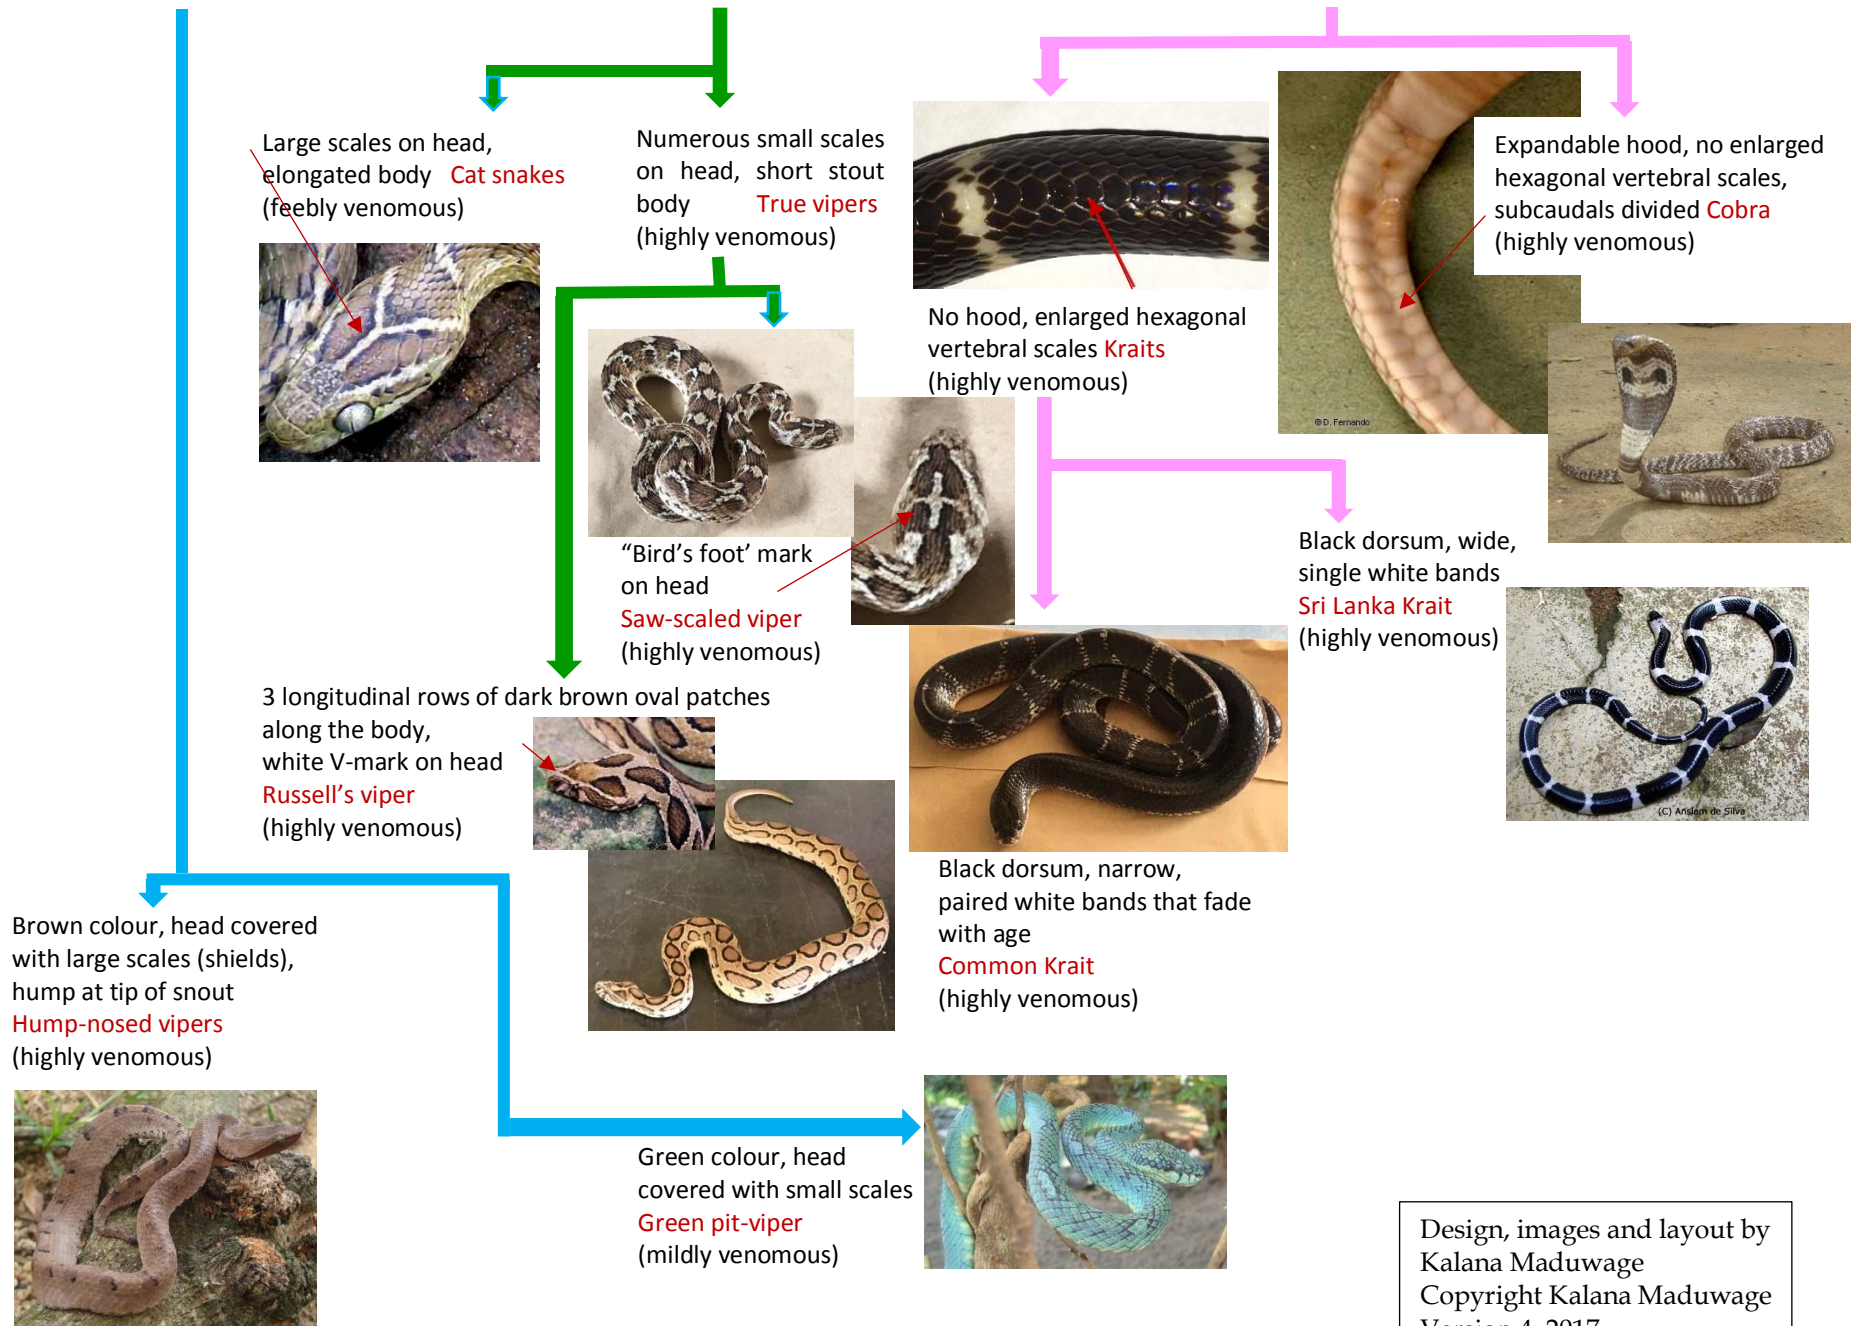 Large scales on head,
elongated body Cat snakes
(feebly venomous)
Numerous small scales
on head, short stout
body True vipers
(highly venomous)
Expandable hood, no enlarged
hexagonal vertebral scales,
subcaudals divided Cobra
(highly venomous)
No hood, enlarged hexagonal
vertebral scales Kraits
(highly venomous)
© D. Fernando
“Bird’s foot’ mark
on head
Saw-scaled viper
(highly venomous)
Black dorsum, wide,
single white bands
Sri Lanka Krait
(highly venomous)
(C) Anslem de Silva
3 longitudinal rows of dark brown oval patches
along the body,
white V-mark on head
Russell’s viper
(highly venomous)
Black dorsum, narrow,
paired white bands that fade
with age
Common Krait
(highly venomous)
Brown colour, head covered
with large scales (shields),
hump at tip of snout
Hump-nosed vipers
(highly venomous)
Green colour, head
covered with small scales
Green pit-viper
(mildly venomous)
Design, images and layout by
Kalana Maduwage
Copyright Kalana Maduwage
Version 4: 2017